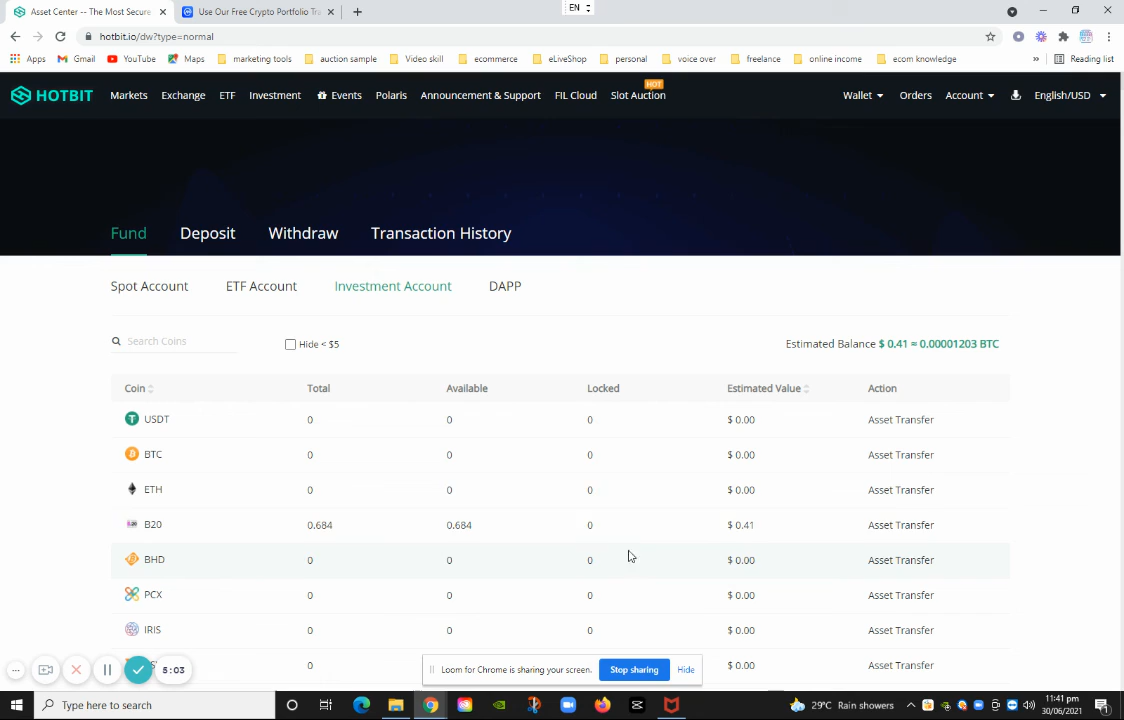 Asset Center -- The Most Secure
Use Our Free Crypto Portfolio Tra
EN
hotbit.io/dw?type=normal
Apps Gmail YouTube Maps marketing tools auction sample Video skill ecommerce eLiveShop personal voice over freelance online income ecom knowledge » Reading list
HOT
HOTBIT Markets Exchange ETF Investment Events Polaris Announcement & Support FIL Cloud Slot Auction Wallet Orders Account English/USD
Fund Deposit Withdraw Transaction History
Spot Account ETF Account Investment Account DAPP
Search Coins Hide < $5 Estimated Balance $ 0.41 = 0.00001203 BTC
Coin Total Available Locked Estimated Value Action
USDT 0 0 0 $ 0.00 Asset Transfer
BTC 0 0 0 $ 0.00 Asset Transfer
ETH 0 0 0 $ 0.00 Asset Transfer
B20 0.684 0.684 0 $ 0.41 Asset Transfer
BHD 0 0 0 $ 0.00 Asset Transfer
PCX 0 0 0 $ 0.00 Asset Transfer
IRIS 0 0 0 $ 0.00 Asset Transfer
0 $ 0.00 Asset Transfer
5:03
Loom for Chrome is sharing your screen. Stop sharing Hide
Type here to search
29°C Rain showers
11:41 pm
30/06/2021